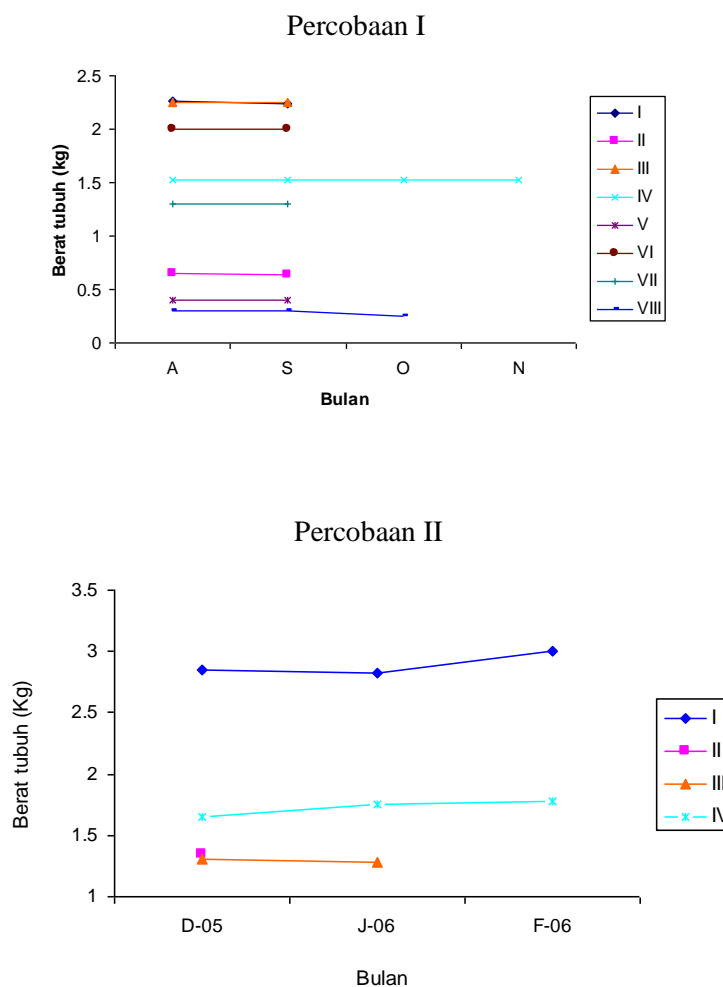 Percobaan I
2.5
2
1.5
1
0.5
0
Berat tubuh (kg)
A S O N
Bulan
I
II
III
IV
V
VI
VII
VIII
Percobaan II
3.5
3
2.5
2
1.5
1
Berat tubuh (Kg)
D-05 J-06 F-06
Bulan
I
II
III
IV